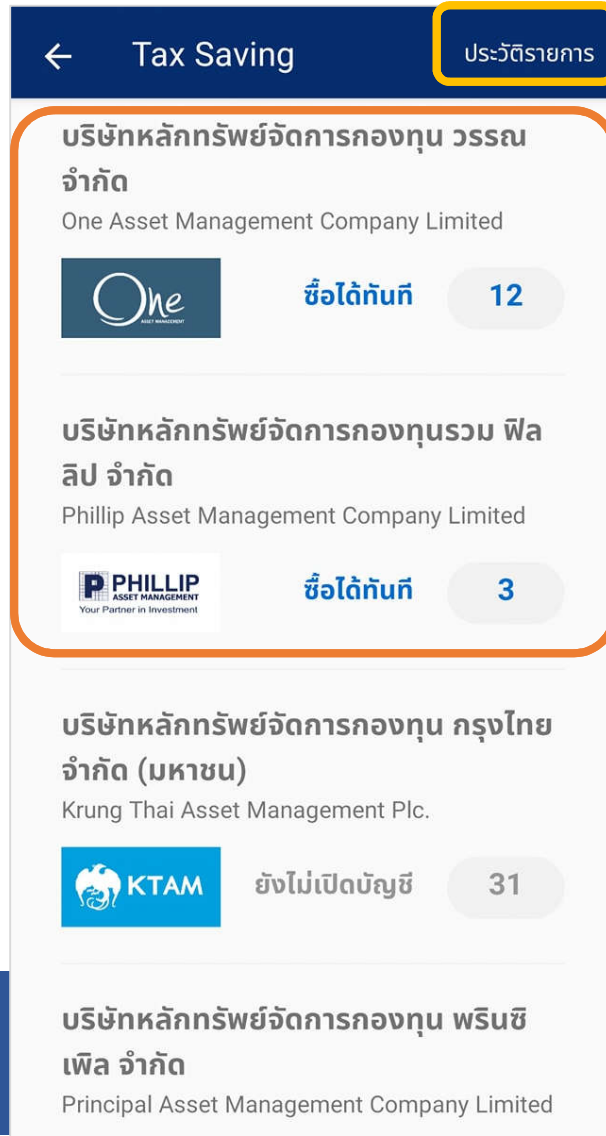 Tax Saving
ประวัติรายการ
บริษัทหลักทรัพย์จัดการกองทุน วรรณ
จำกัด
One Asset Management Company Limited
One
ASSET MANAGEMENT
ซื้อได้ทันที
12
บริษัทหลักทรัพย์จัดการกองทุนรวม ฟิล
ลิป จำกัด
Phillip Asset Management Company Limited
PHILLIP
ASSET MANAGEMENT
Your Partner in Investment
ซื้อได้ทันที
3
บริษัทหลักทรัพย์จัดการกองทุน กรุงไทย
จำกัด (มหาชน)
Krung Thai Asset Management Plc.
KTAM
ยังไม่เปิดบัญชี
31
บริษัทหลักทรัพย์จัดการกองทุน พรินซิ
เพิล จำกัด
Principal Asset Management Company Limited